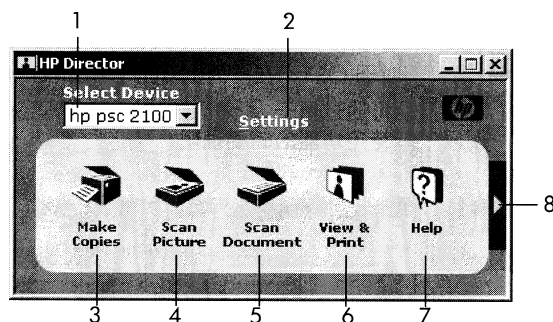 1
2
HP Director
Select Device
hp psc 2100
Settings
Make Copies
Scan Picture
Scan Document
View & Print
Help
8
3
4
5
6
7